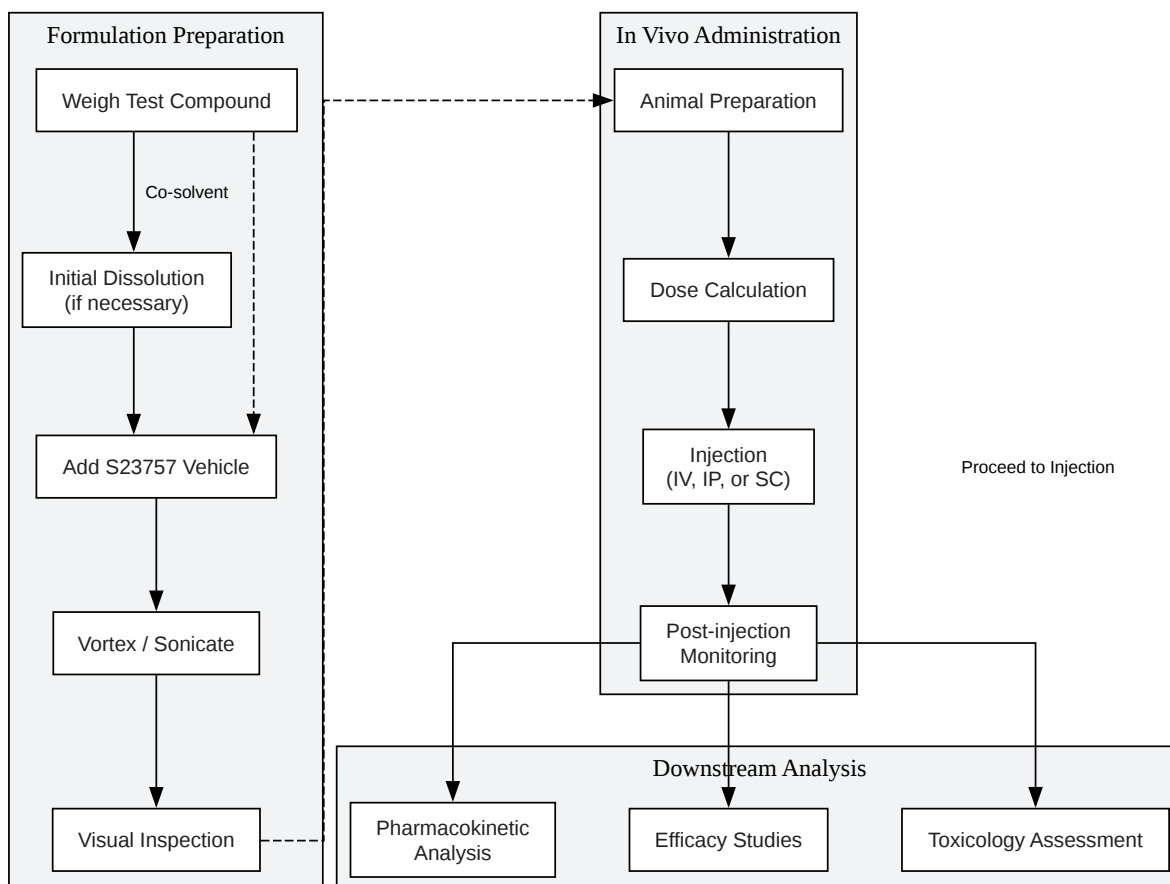 Formulation Preparation
Weigh Test Compound
Co-solvent
Initial Dissolution
(if necessary)
Add S23757 Vehicle
Vortex / Sonicate
Visual Inspection
In Vivo Administration
Animal Preparation
Dose Calculation
Injection
(IV, IP, or SC)
Proceed to Injection
Post-injection
Monitoring
Downstream Analysis
Pharmacokinetic
Analysis
Efficacy Studies
Toxicology Assessment